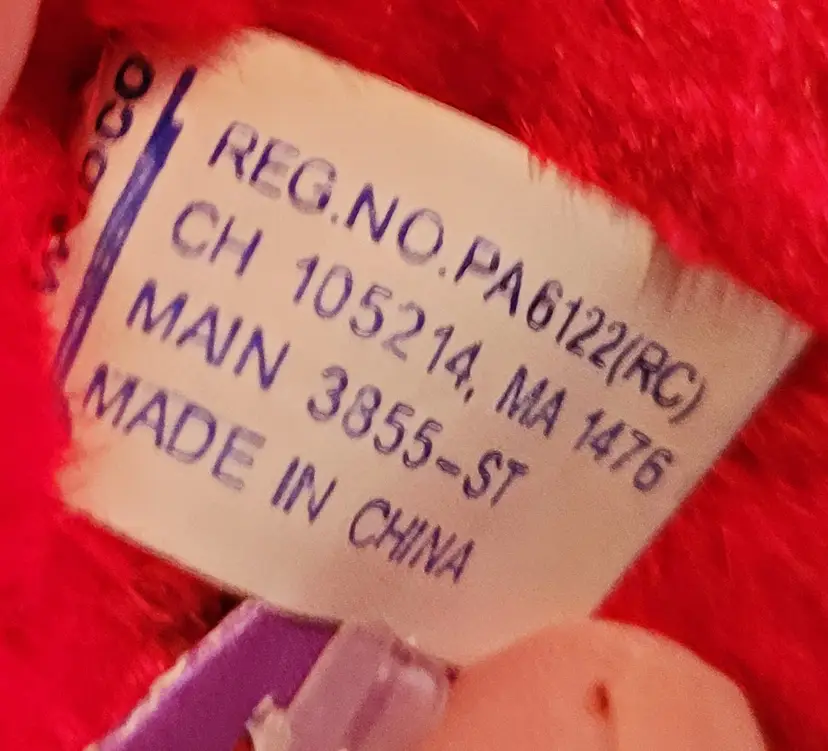 REG.NO.PA6122(RC)
CH 105214, MA 1476
MAIN 3855-ST
MADE IN CHINA